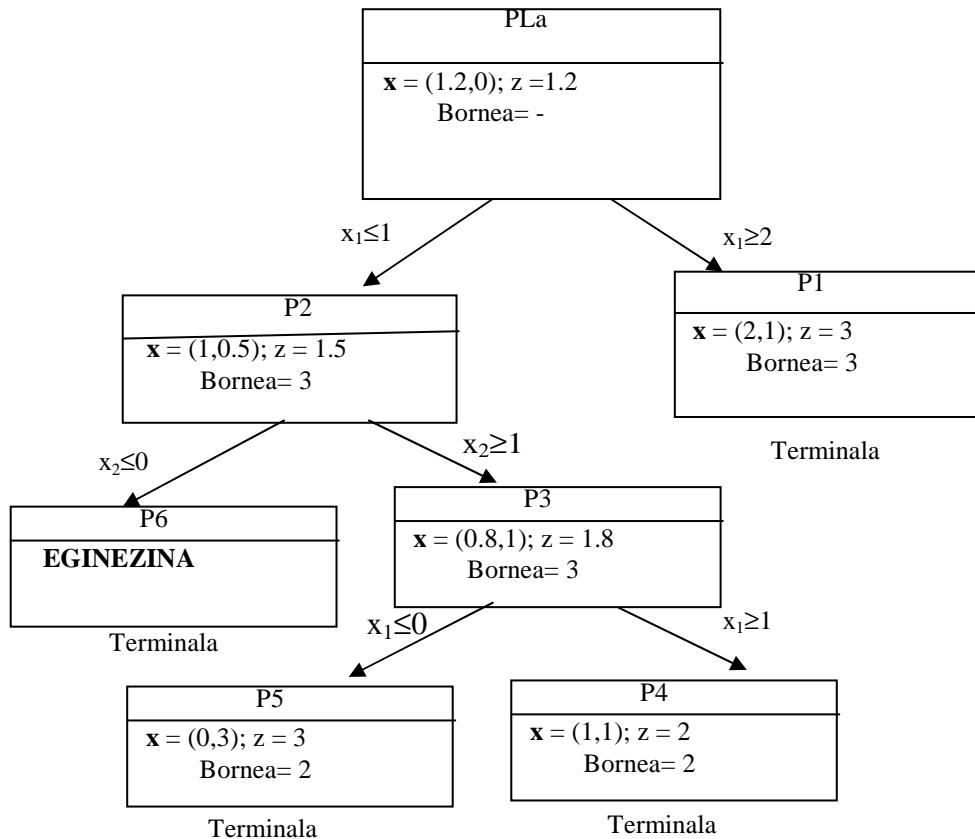 PLa
x = (1.2,0); z =1.2
Bornea= -
x₁≤1
x₁≥2
P2
x = (1,0.5); z = 1.5
Bornea= 3
P1
x = (2,1); z = 3
Bornea= 3
Terminala
x₂≤0
x₂≥1
P6
EGINEZINA
Terminala
P3
x = (0.8,1); z = 1.8
Bornea= 3
x₁≤0
x₁≥1
P5
x = (0,3); z = 3
Bornea= 2
Terminala
P4
x = (1,1); z = 2
Bornea= 2
Terminala